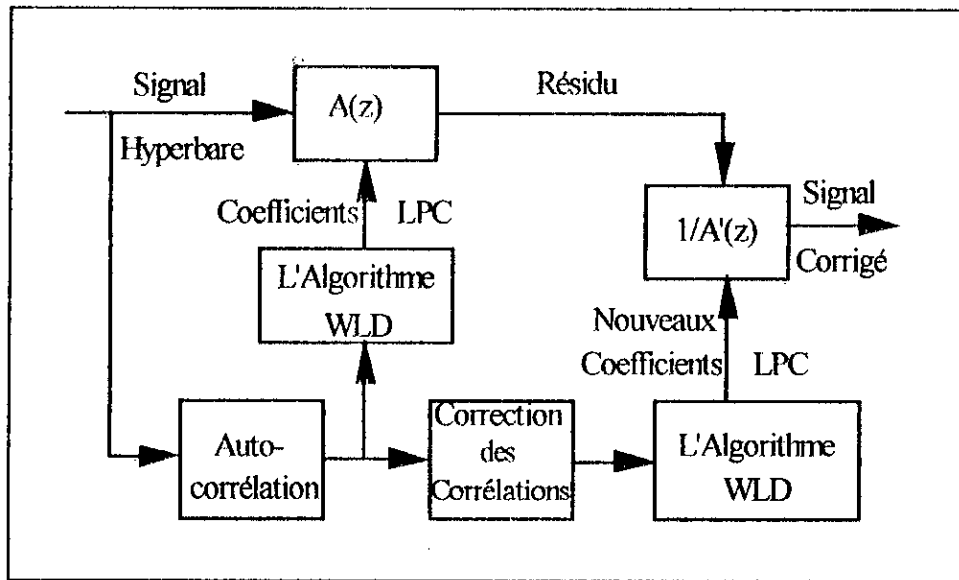 Signal
Hyperbare
A(z)
Résidu
Coefficients LPC
L'Algorithme
WLD
1/A'(z)
Signal
Corrigé
Nouveaux
Coefficients LPC
Auto-
corrélation
Correction
des
Corrélations
L'Algorithme
WLD